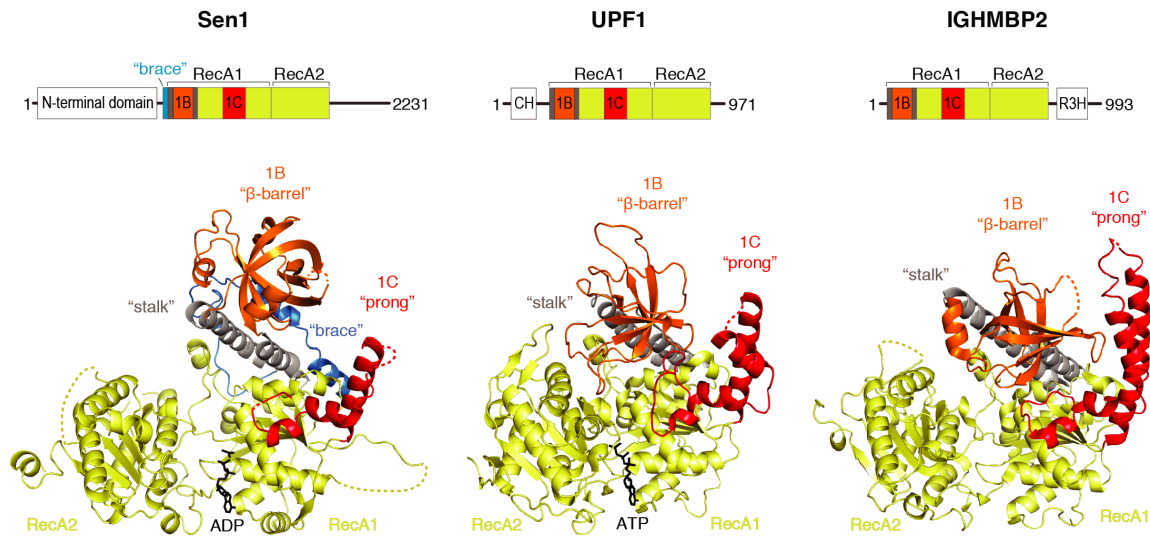 Sen1
UPF1
IGHMBP2
"brace"
RecA1
RecA2
1
N-terminal domain
1B
1C
2231
RecA1
RecA2
1
CH
1B
1C
971
RecA1
RecA2
1
1B
1C
R3H
993
1B
"β-barrel"
"stalk"
"brace"
1C
"prong"
RecA2
ADP
RecA1
1B
"β-barrel"
"stalk"
1C
"prong"
RecA2
ATP
RecA1
1B
"β-barrel"
"stalk"
1C
"prong"
RecA2
RecA1